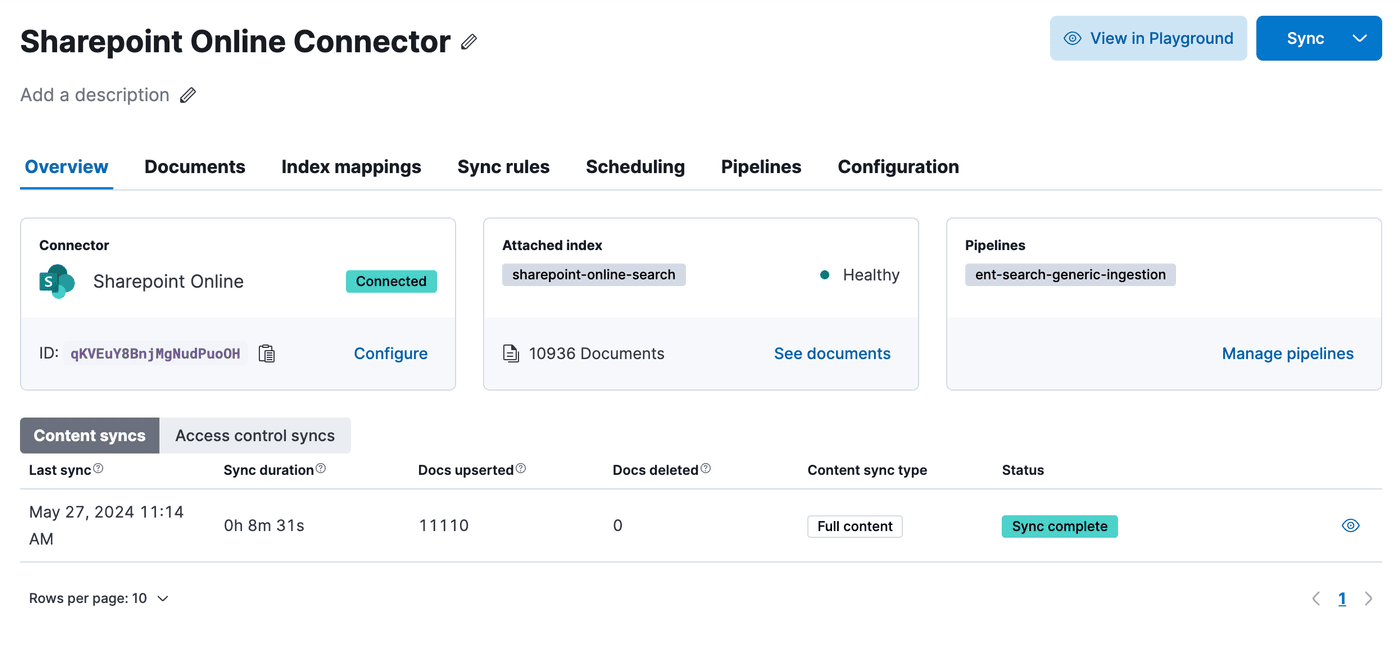 Sharepoint Online Connector
View in Playground
Sync
Add a description
Overview Documents Index mappings Sync rules Scheduling Pipelines Configuration
Connector
S Sharepoint Online Connected
ID: qKVEuY8BnjMgNudPuoOH Configure
Attached index
sharepoint-online-search Healthy
10936 Documents See documents
Pipelines
ent-search-generic-ingestion
Manage pipelines
Content syncs Access control syncs
Last sync? Sync duration? Docs upserted? Docs deleted? Content sync type Status
May 27, 2024 11:14
AM
0h 8m 31s 11110 0 Full content Sync complete
Rows per page: 10 1